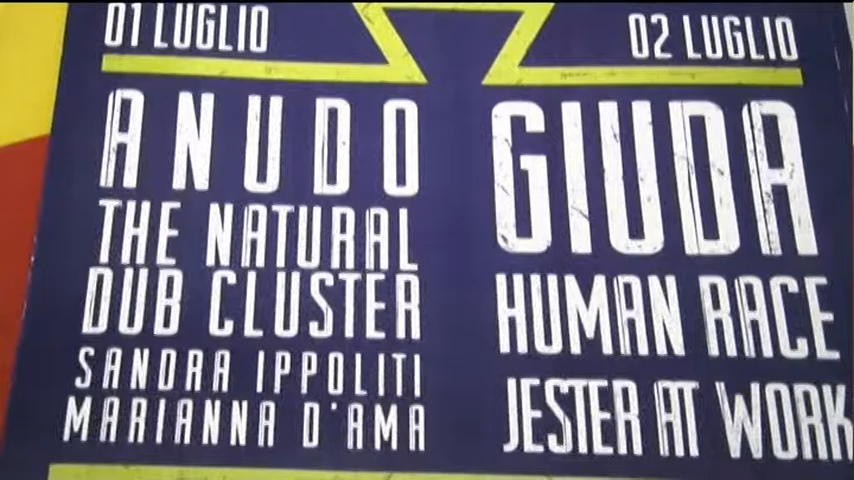 01 LUGLIO
ANUDO
THE NATURAL
DUB CLUSTER
SANDRA IPPOLITI
MARIANNA D'AMA
02 LUGLIO
GIUDA
HUMAN RACE
JESTER AT WORK